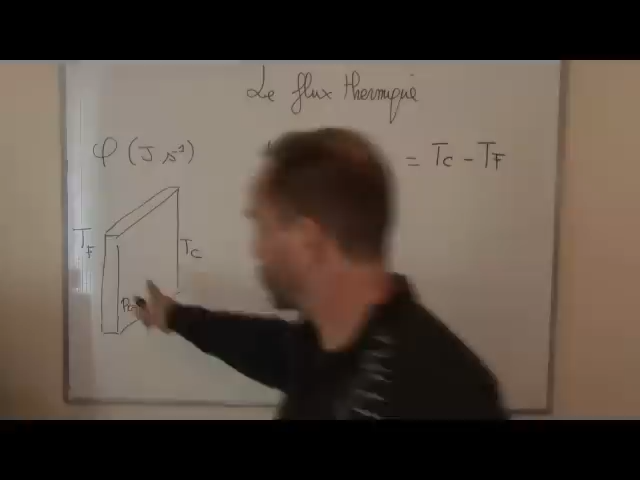 Le flux thermique
φ (J s⁻¹)
= Tc - TF
TF
Tc